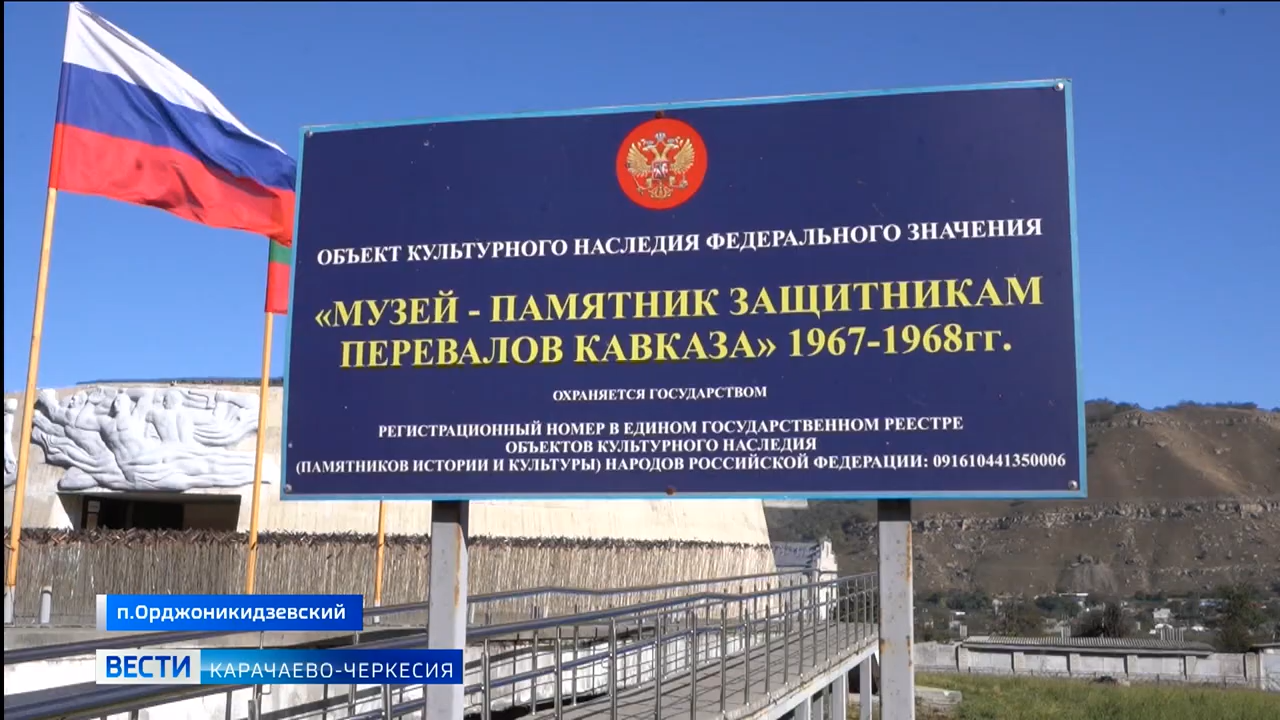 ОБЪЕКТ КУЛЬТУРНОГО НАСЛЕДИЯ ФЕДЕРАЛЬНОГО ЗНАЧЕНИЯ
«МУЗЕЙ - ПАМЯТНИК ЗАЩИТНИКАМ
ПЕРЕВАЛОВ КАВКАЗА» 1967-1968гг.
ОХРАНЯЕТСЯ ГОСУДАРСТВОМ
РЕГИСТРАЦИОННЫЙ НОМЕР В ЕДИНОМ ГОСУДАРСТВЕННОМ РЕЕСТРЕ
ОБЪЕКТОВ КУЛЬТУРНОГО НАСЛЕДИЯ
(ПАМЯТНИКОВ ИСТОРИИ И КУЛЬТУРЫ) НАРОДОВ РОССИЙСКОЙ ФЕДЕРАЦИИ: 091610441350006
п.Орджоникидзевский
ВЕСТИ КАРАЧАЕВО-ЧЕРКЕСИЯ